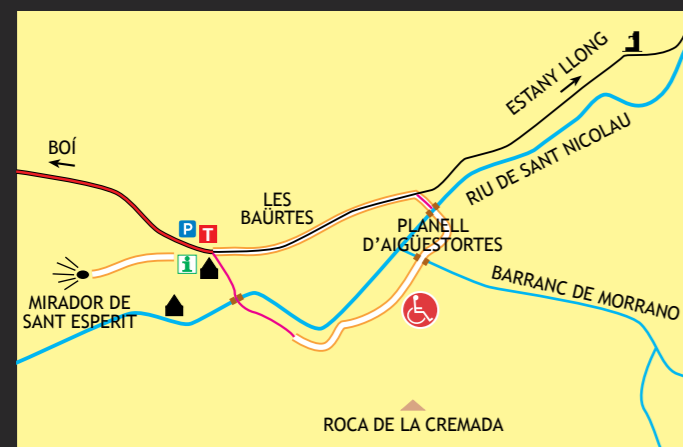 ESTANY LLONG
RIU DE SANT NICOLAU
BOÍ
LES
BAÜRTES
P
T
PLANELL
D'AIGÜESTORTES
i
BARRANC DE MORRANO
MIRADOR DE
SANT ESPERIT
ROCA DE LA CREMADA